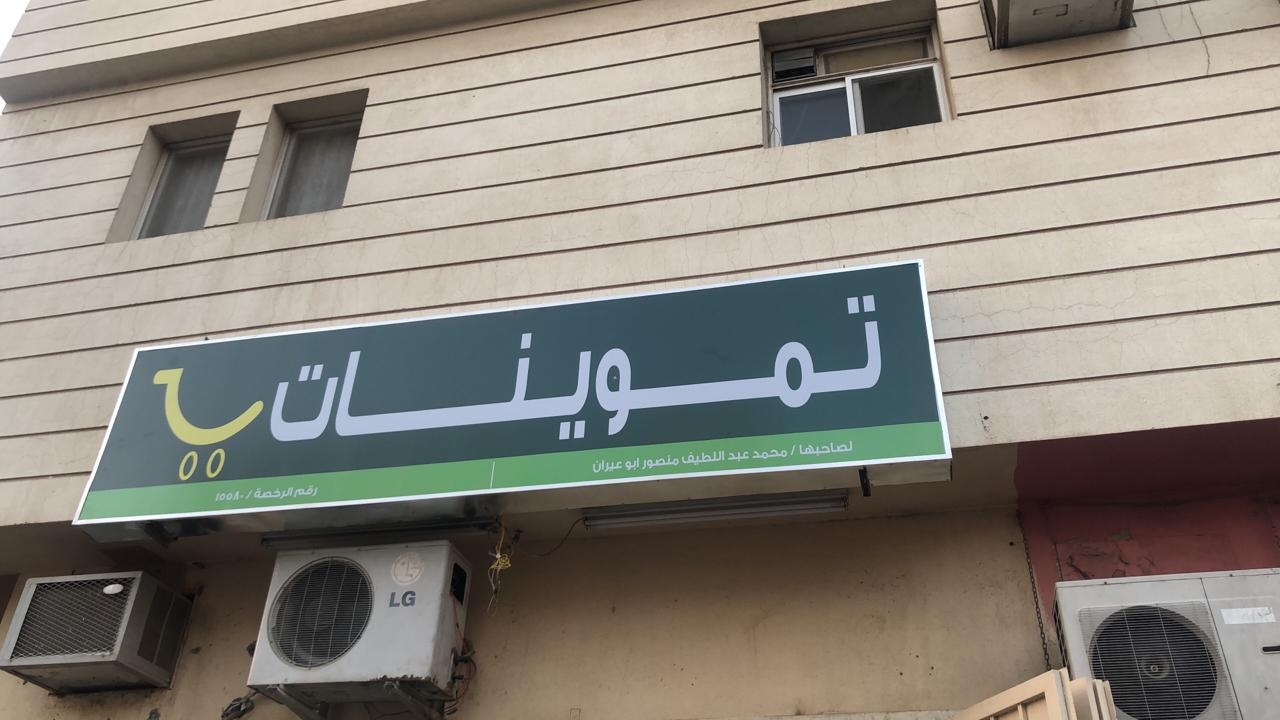 تموينات
لصاحبها / محمد عبد اللطيف منصور ابو عيران
رقم الرخصة / ١٥٥٨٠
LG